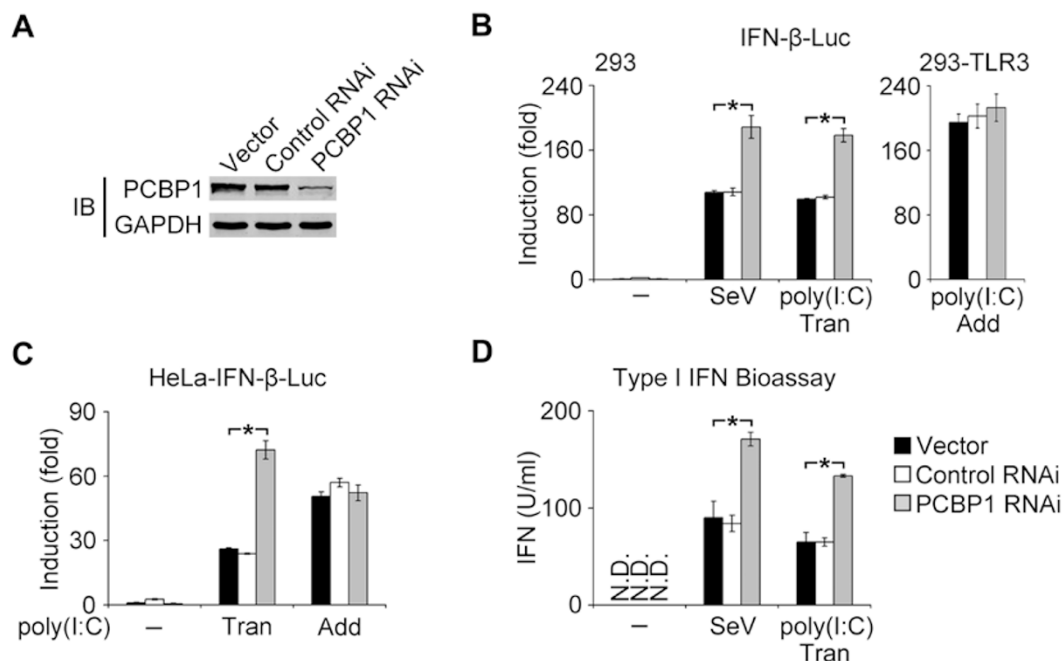 A
Vector
Control RNAi
PCBP1 RNAi
IB
PCBP1
GAPDH
B
IFN-β-Luc
293
293-TLR3
Induction (fold)
240
160
80
0
*
*
–
SeV
poly(I:C)
Tran
240
160
80
0
poly(I:C)
Add
C
HeLa-IFN-β-Luc
Induction (fold)
90
60
30
0
*
poly(I:C)
–
Tran
Add
D
Type I IFN Bioassay
IFN (U/ml)
200
100
0
N.D.
N.D.
N.D.
*
*
–
SeV
poly(I:C)
Tran
Vector
Control RNAi
PCBP1 RNAi